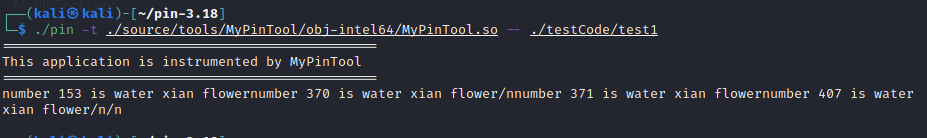 ┌──(kali㉿kali)-[~/pin-3.18]
└─$ ./pin -t ./source/tools/MyPinTool/obj-intel64/MyPinTool.so -- ./testCode/test1
===============================================
This application is instrumented by MyPinTool
===============================================
number 153 is water xian flowernumber 370 is water xian flower/nnumber 371 is water xian flowernumber 407 is water
xian flower/n/n